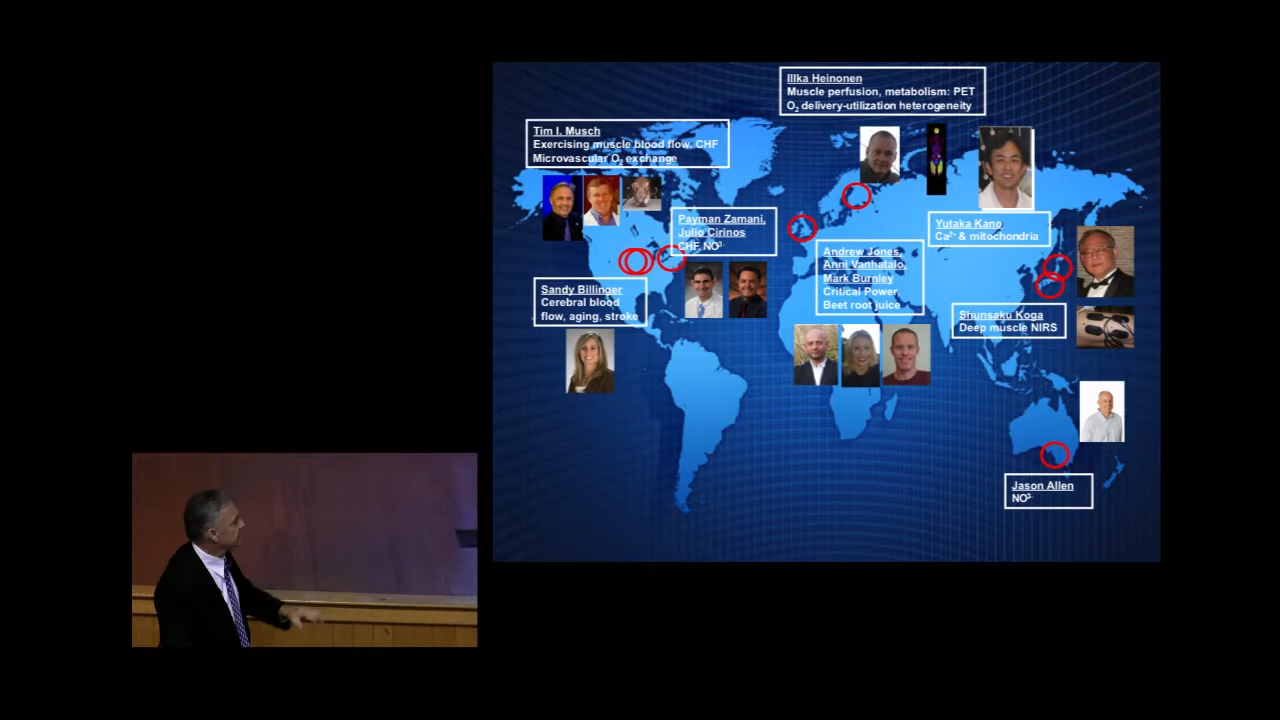 Illka Heinonen
Muscle perfusion, metabolism: PET
O2 delivery-utilization heterogeneity
Tim I. Musch
Exercising muscle blood flow, CHF
Microvascular O2 exchange
Payman Zamani,
Julio Cirinos
CHF, NO3-
Yutaka Kano
Ca2+ & mitochondria
Andrew Jones,
Anni Vanhatalo,
Mark Burnley
Critical Power,
Beet root juice
Sandy Billinger
Cerebral blood
flow, aging, stroke
Shunsaku Koga
Deep muscle NIRS
Jason Allen
NO3-